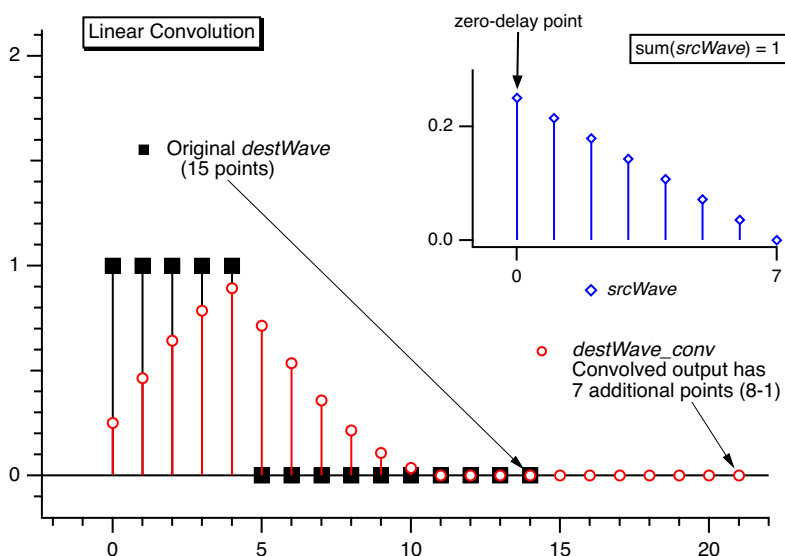 Linear Convolution
zero-delay point
sum(srcWave) = 1
2
1
0
0 5 10 15 20
Original destWave
(15 points)
0.2
0.0
0 7
srcWave
destWave_conv
Convolved output has
7 additional points (8-1)